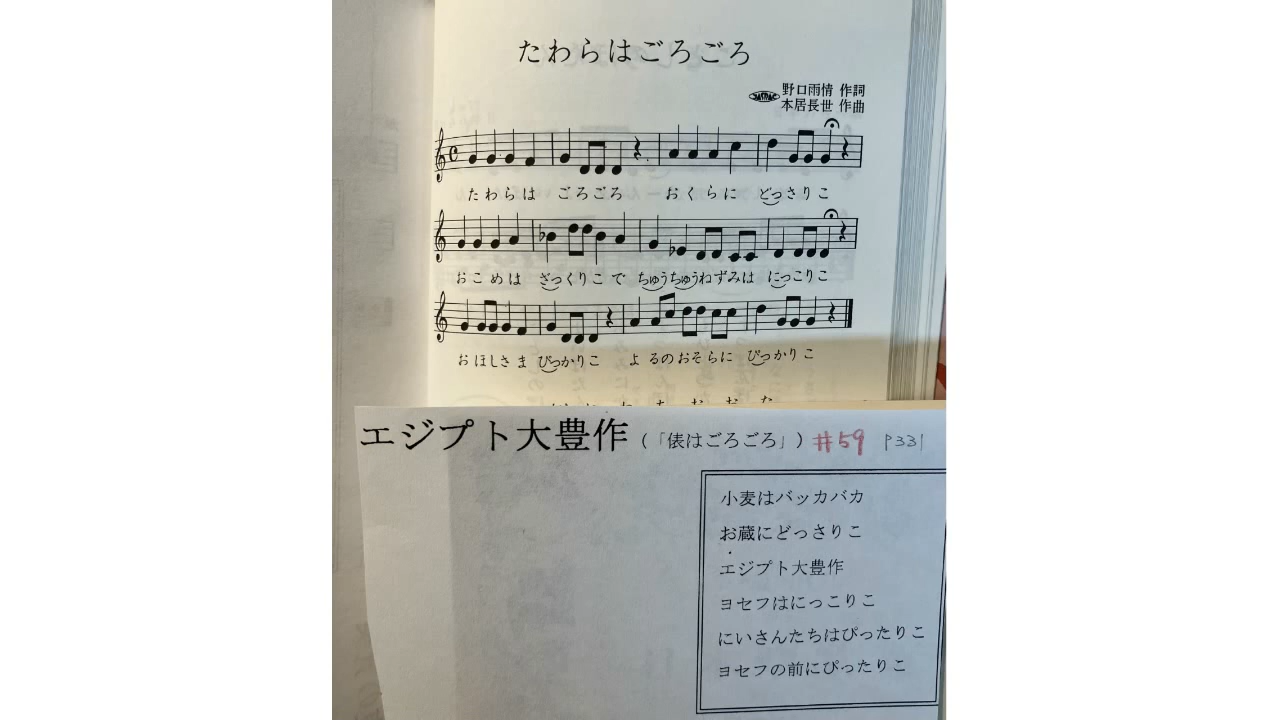 たわらはごろごろ
JASRAC
野口雨情 作詞
本居長世 作曲
たわらは ごろごろ おくらに どっさりこ
おこめは ざっくりこで ちゅうちゅうねずみは にっこりこ
おほしさま ぴっかりこ よるのおそらに ぴっかりこ
エジプト大豊作(「俵はごろごろ」) #59 P331
小麦はバッカバカ
お蔵にどっさりこ
エジプト大豊作
ヨセフはにっこりこ
にいさんたちはぴったりこ
ヨセフの前にぴったりこ